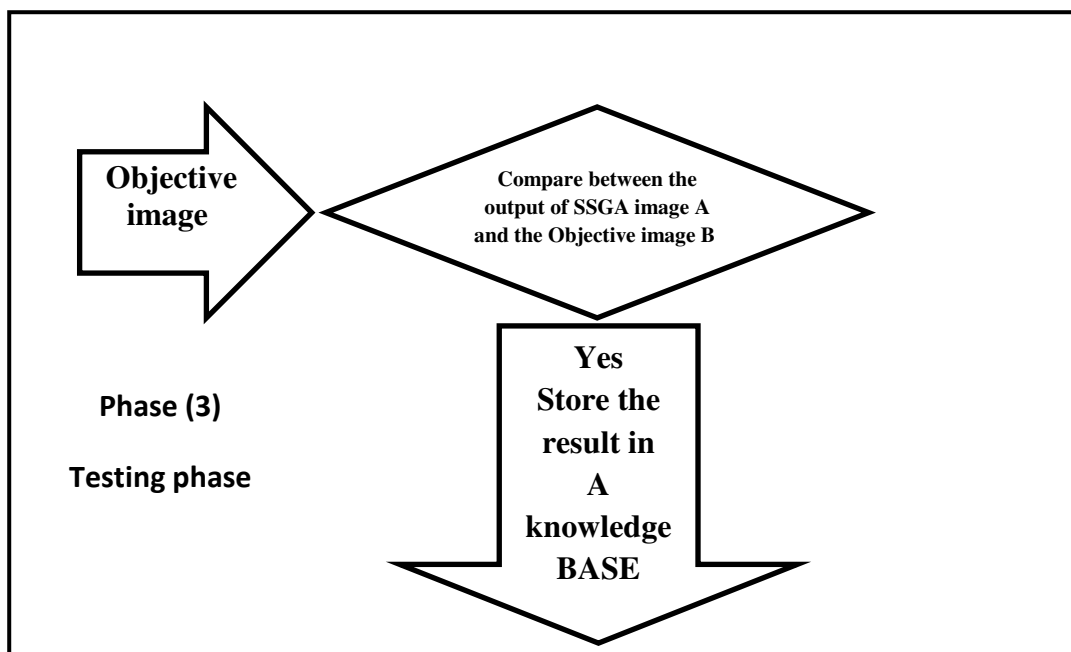 Objective
image
Compare between the
output of SSGA image A
and the Objective image B
Yes
Store the
result in
A
knowledge
BASE
Phase (3)
Testing phase